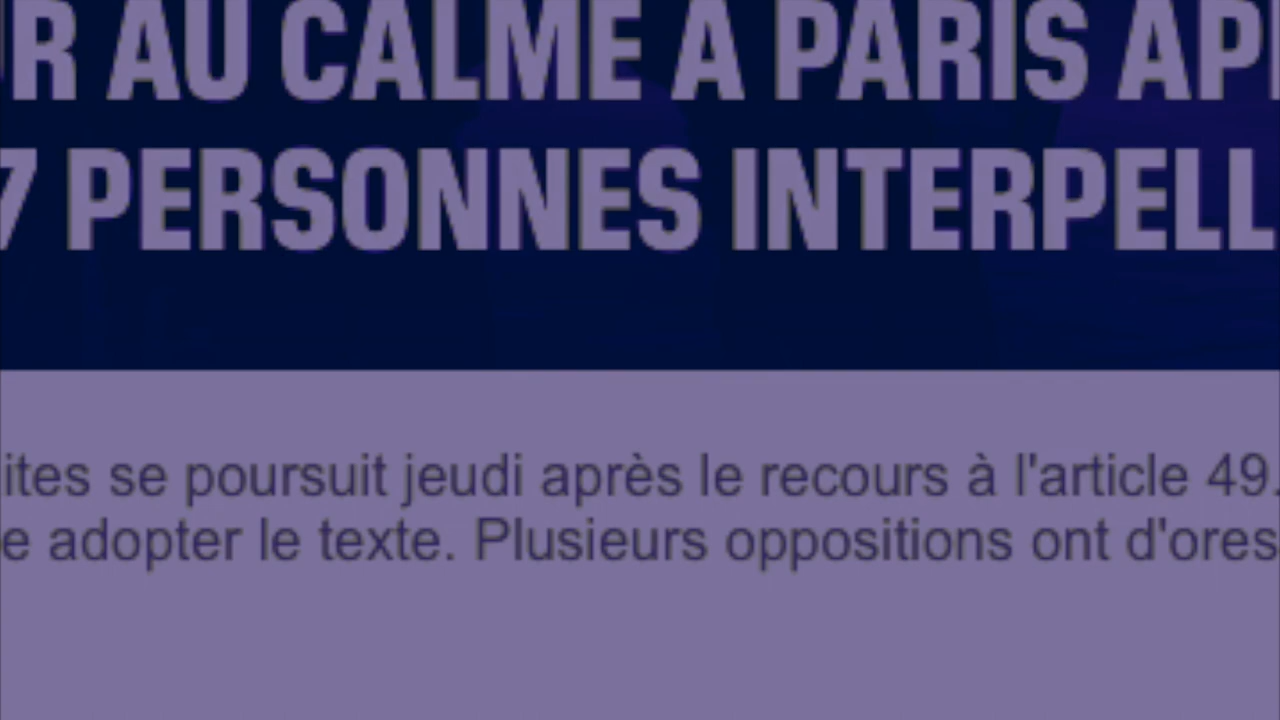 R AU CALME À PARIS AP
7 PERSONNES INTERPELL
ites se poursuit jeudi après le recours à l'article 49.
e adopter le texte. Plusieurs oppositions ont d'ores